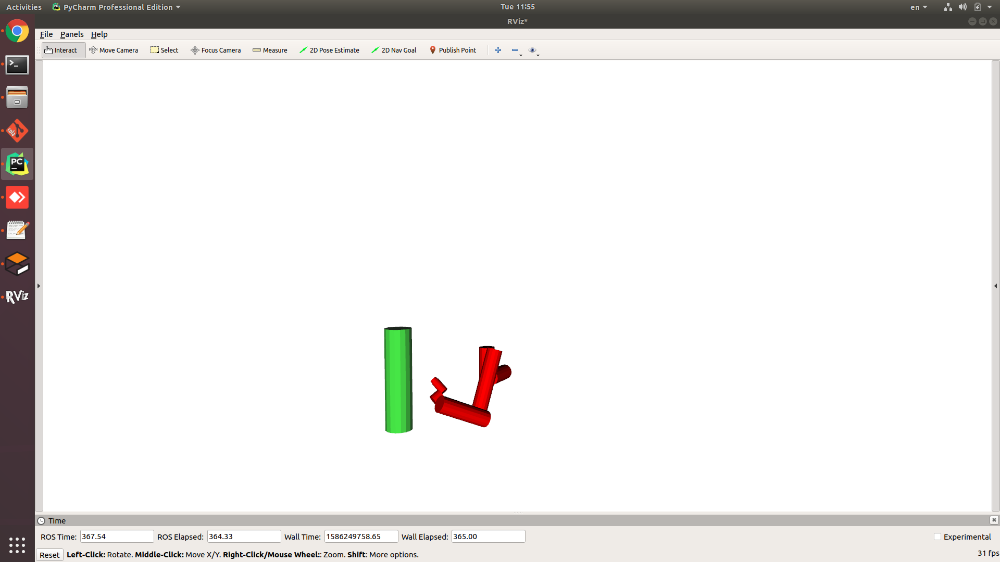 Activities PyCharm Professional Edition Tue 11:55 en
RViz*
File Panels Help
Interact Move Camera Select Focus Camera Measure 2D Pose Estimate 2D Nav Goal Publish Point
>_
cola
PC
RViz
Time
ROS Time: 367.54 ROS Elapsed: 364.33 Wall Time: 1586249758.65 Wall Elapsed: 365.00 Experimental
Reset Left-Click: Rotate. Middle-Click: Move X/Y. Right-Click/Mouse Wheel:: Zoom. Shift: More options. 31 fps